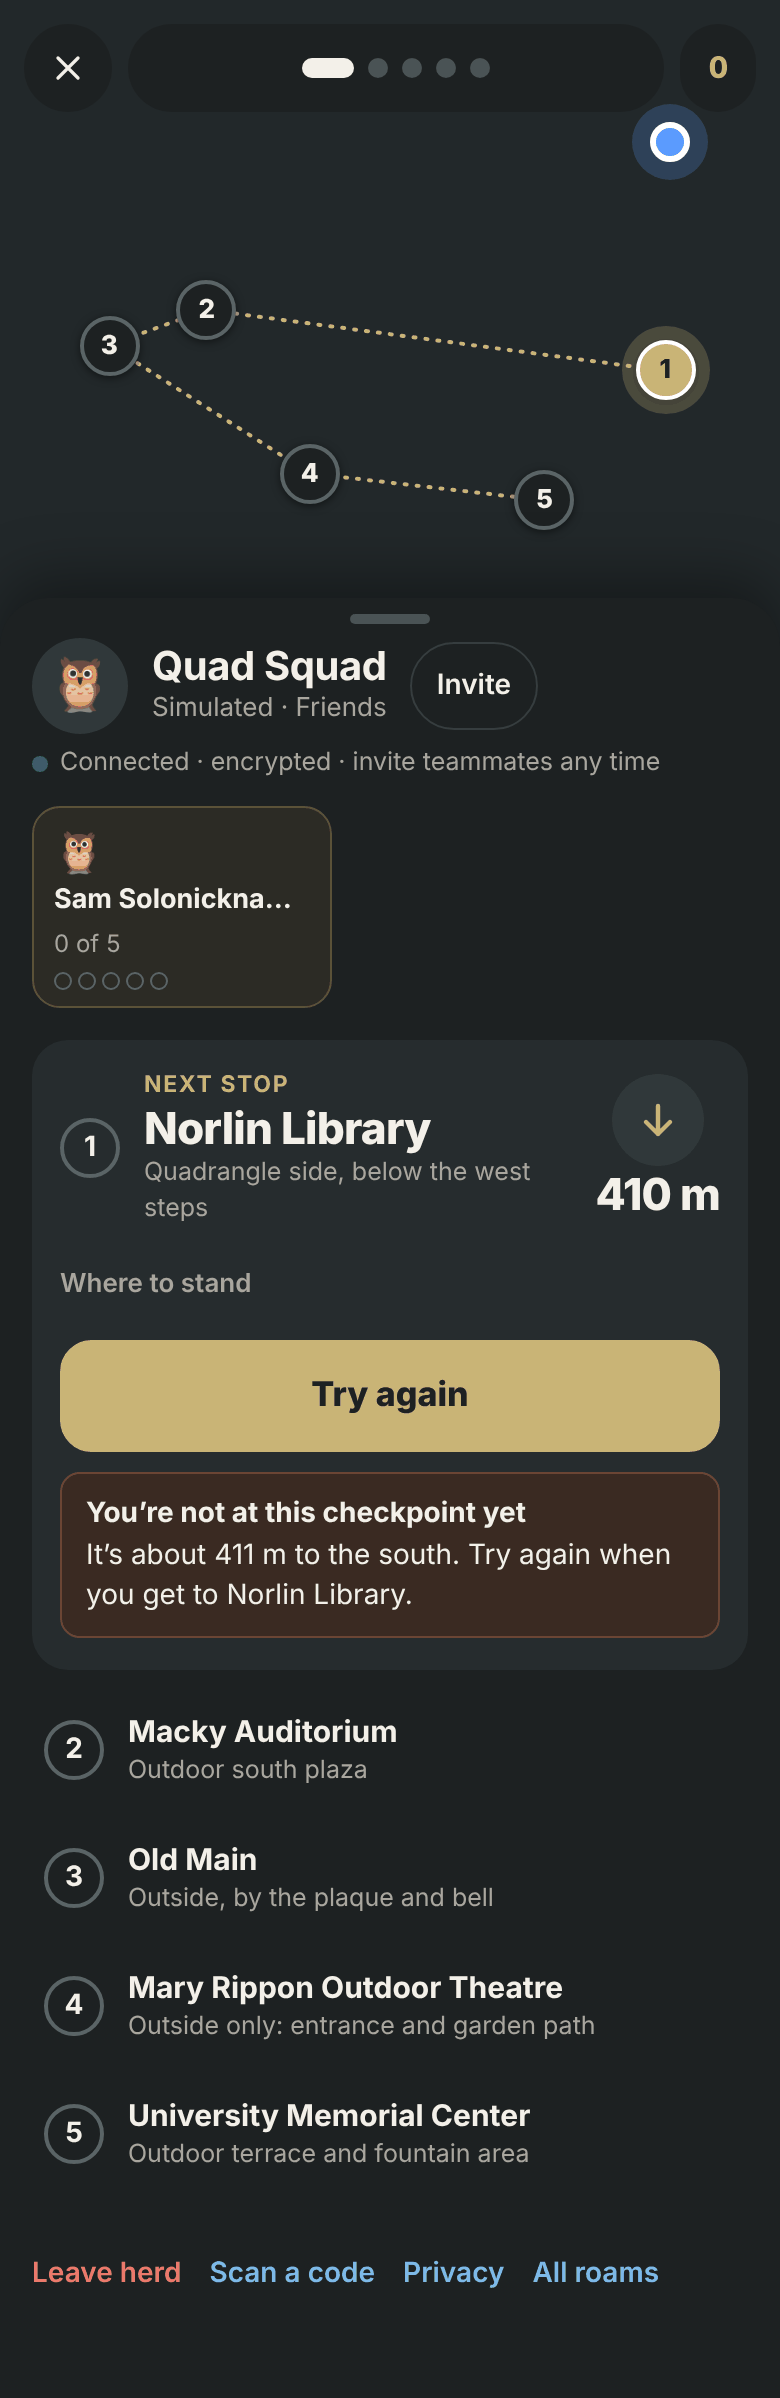 0
2
3
1
4
5
Quad Squad
Invite
Simulated · Friends
Connected · encrypted · invite teammates any time
Sam Solonickna...
0 of 5
NEXT STOP
1
Norlin Library
Quadrangle side, below the west
steps
410 m
Where to stand
Try again
You’re not at this checkpoint yet
It’s about 411 m to the south. Try again when
you get to Norlin Library.
2
Macky Auditorium
Outdoor south plaza
3
Old Main
Outside, by the plaque and bell
4
Mary Rippon Outdoor Theatre
Outside only: entrance and garden path
5
University Memorial Center
Outdoor terrace and fountain area
Leave herd Scan a code Privacy All roams